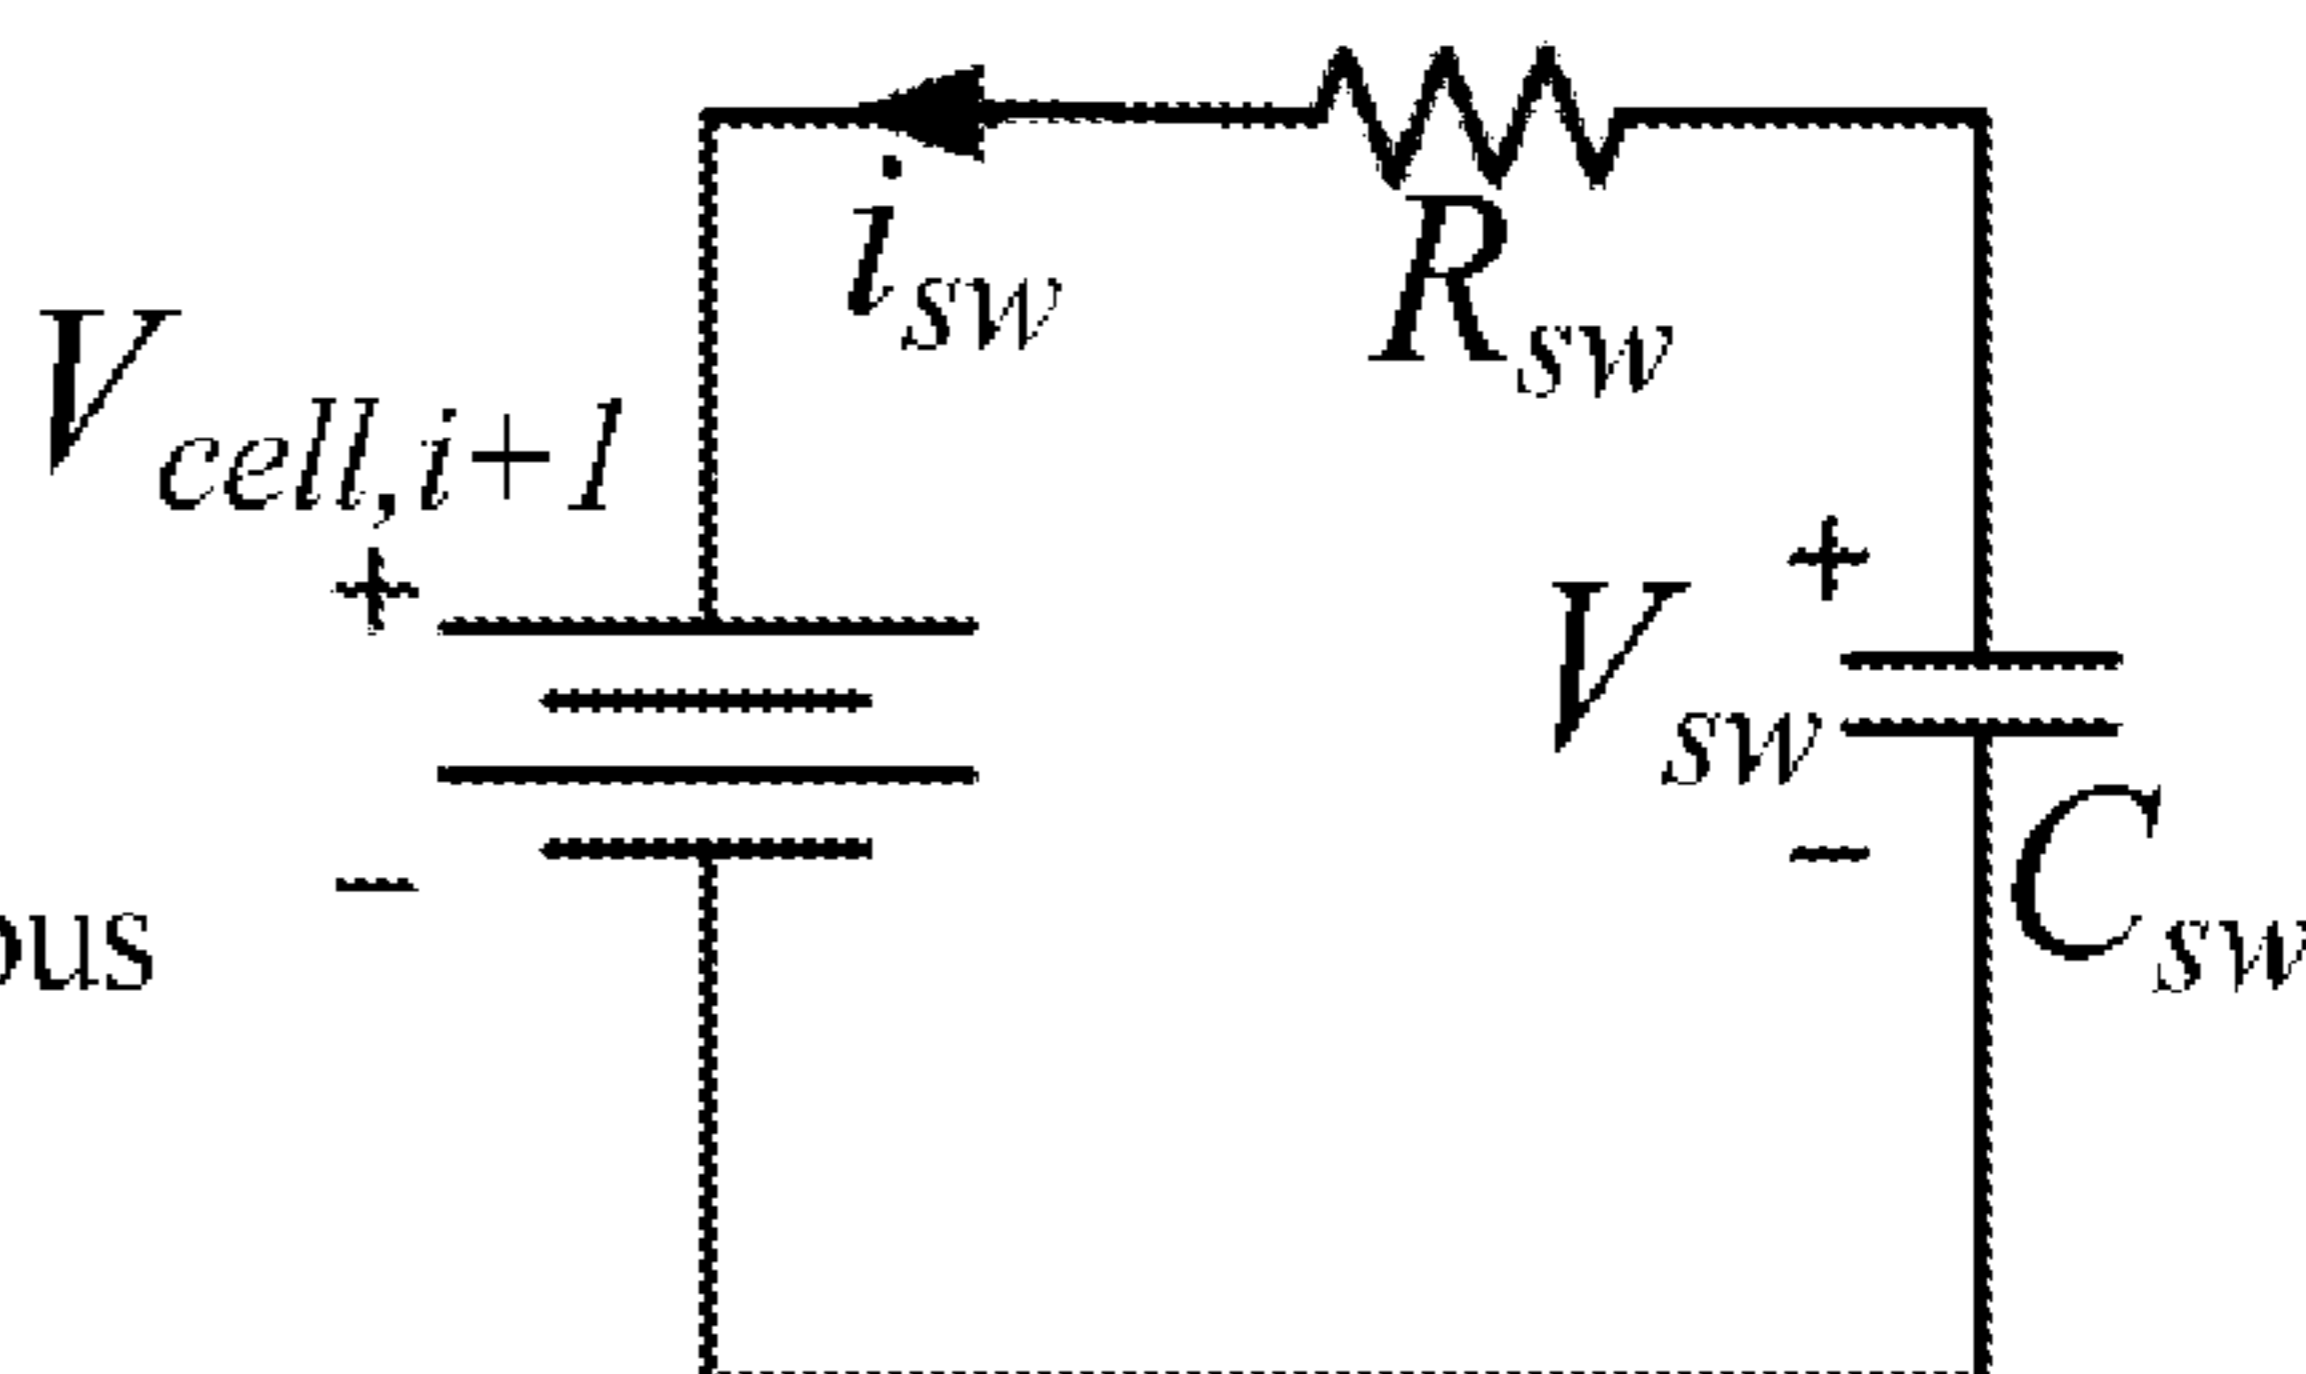 i_sw
R_sw
V_cell,i+1
+
+
V_sw
−
−
C_sw